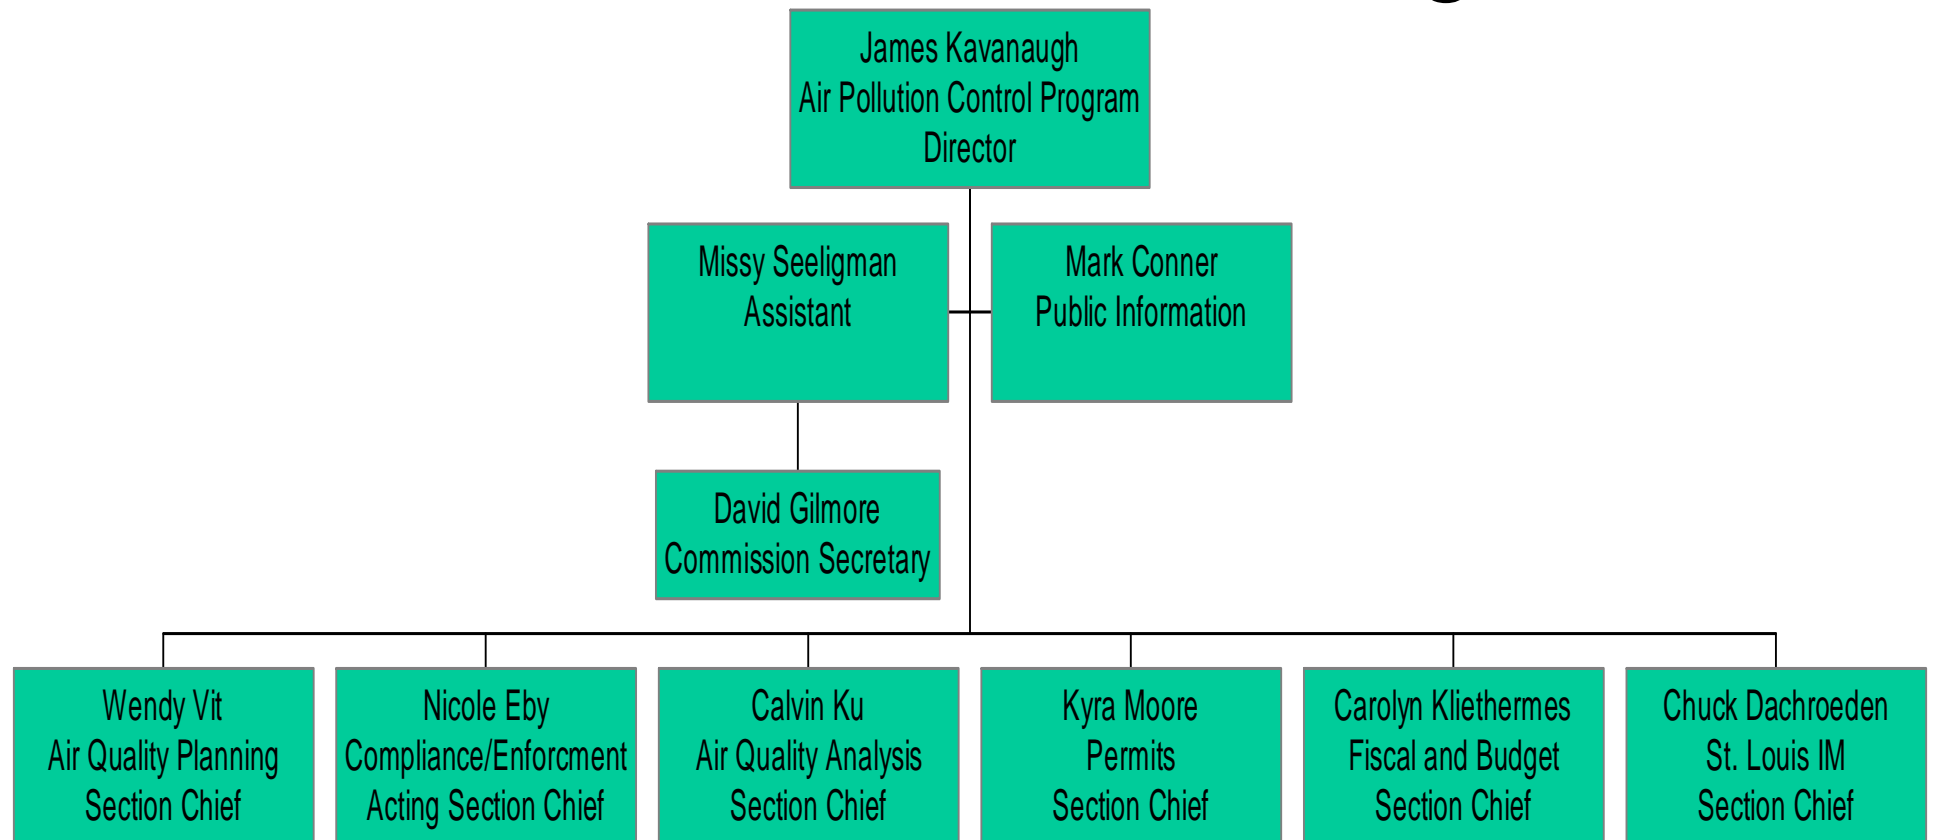 James Kavanaugh
Air Pollution Control Program
Director
Missy Seeligman
Assistant
Mark Conner
Public Information
David Gilmore
Commission Secretary
Wendy Vit
Air Quality Planning
Section Chief
Nicole Eby
Compliance/Enforcment
Acting Section Chief
Calvin Ku
Air Quality Analysis
Section Chief
Kyra Moore
Permits
Section Chief
Carolyn Kliethermes
Fiscal and Budget
Section Chief
Chuck Dachroeden
St. Louis IM
Section Chief